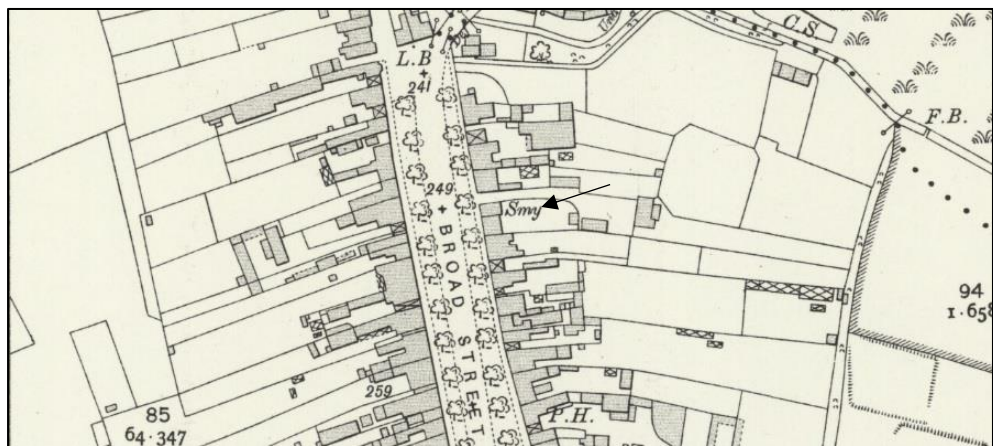 C.S.
L.B
241
F.B.
249
Smy
BROAD STREET
94
1.658
259
85
64.347
P.H.